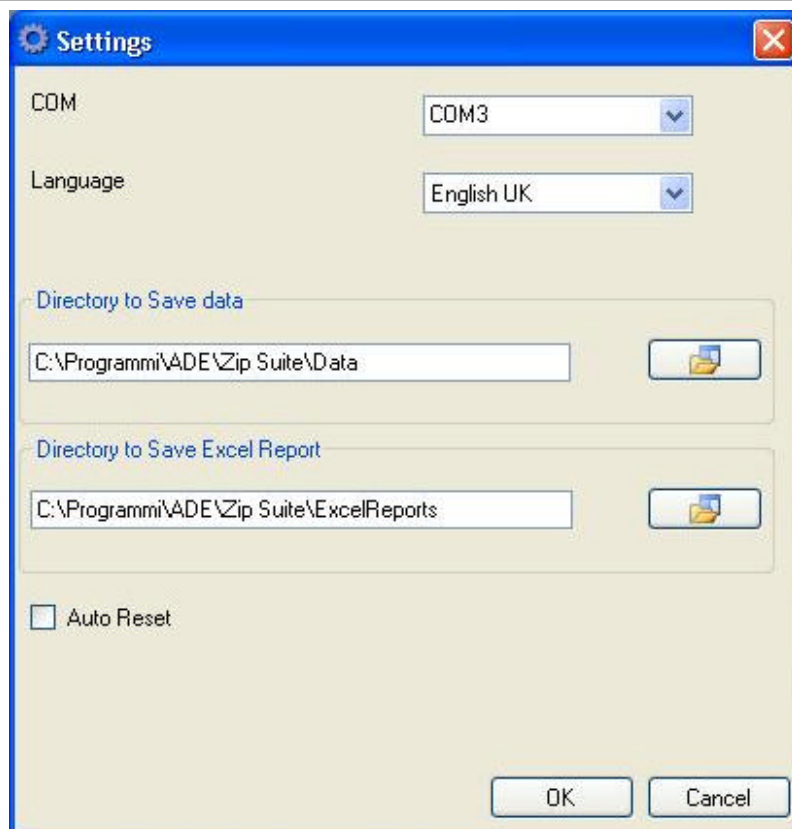 Settings
COM
COM3
Language
English UK
Directory to Save data
C:\Programmi\ADE\Zip Suite\Data
Directory to Save Excel Report
C:\Programmi\ADE\Zip Suite\ExcelReports
Auto Reset
OK
Cancel